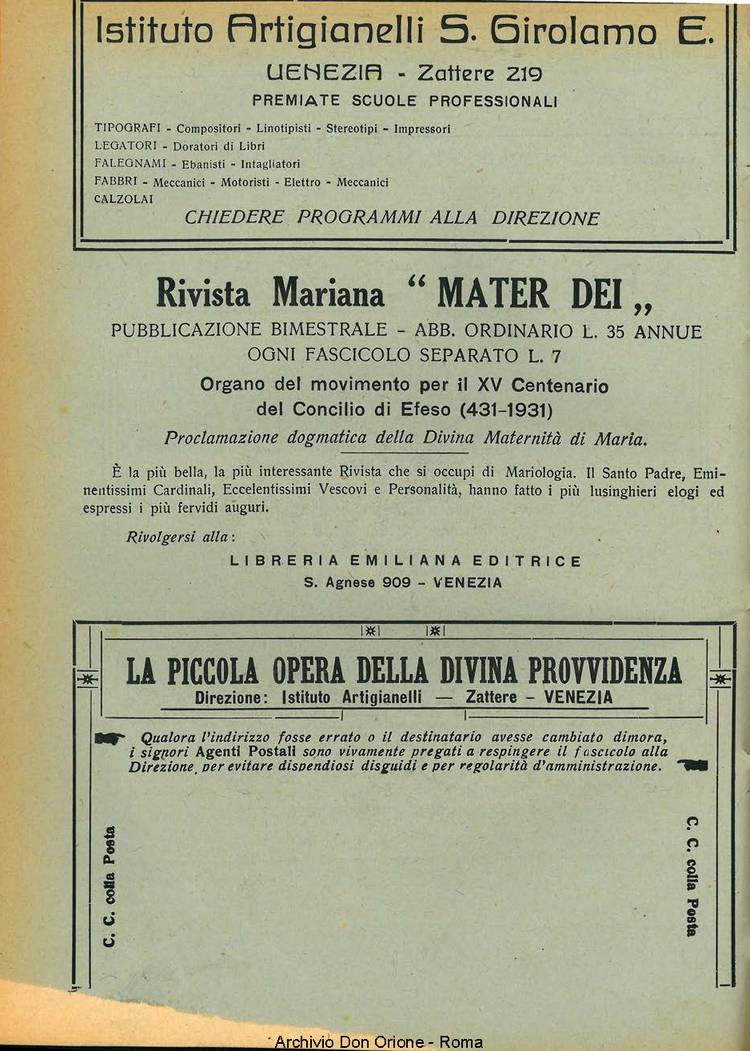 Istituto Artigianelli S. Girolamo E.
VENEZIA - Zattere 219
PREMIATE SCUOLE PROFESSIONALI
TIPOGRAFI - Compositori - Linotipisti - Stereotipi - Impressori
LEGATORI - Doratori di Libri
FALEGNAMI - Ebanisti - Intagliatori
FABBRI - Meccanici - Motoristi - Elettro - Meccanici
CALZOLAI
CHIEDERE PROGRAMMI ALLA DIREZIONE
Rivista Mariana “ MATER DEI „
PUBBLICAZIONE BIMESTRALE - ABB. ORDINARIO L. 35 ANNUE
OGNI FASCICOLO SEPARATO L. 7
Organo del movimento per il XV Centenario
del Concilio di Efeso (431-1931)
Proclamazione dogmatica della Divina Maternità di Maria.
È la più bella, la più interessante Rivista che si occupi di Mariologia. Il Santo Padre, Emi-
nentissimi Cardinali, Eccelentissimi Vescovi e Personalità, hanno fatto i più lusinghieri elogi ed
espressi i più fervidi auguri.
Rivolgersi alla :
LIBRERIA EMILIANA EDITRICE
S. Agnese 909 - VENEZIA
LA PICCOLA OPERA DELLA DIVINA PROVVIDENZA
Direzione: Istituto Artigianelli — Zattere - VENEZIA
Qualora l'indirizzo fosse errato o il destinatario avesse cambiato dimora,
i signori Agenti Postali sono vivamente pregati a respingere il fascicolo alla
Direzione, per evitare dispendiosi disguidi e per regolarità d'amministrazione.
C. C. colla Posta
C. C. colla Posta
Archivio Don Orione - Roma